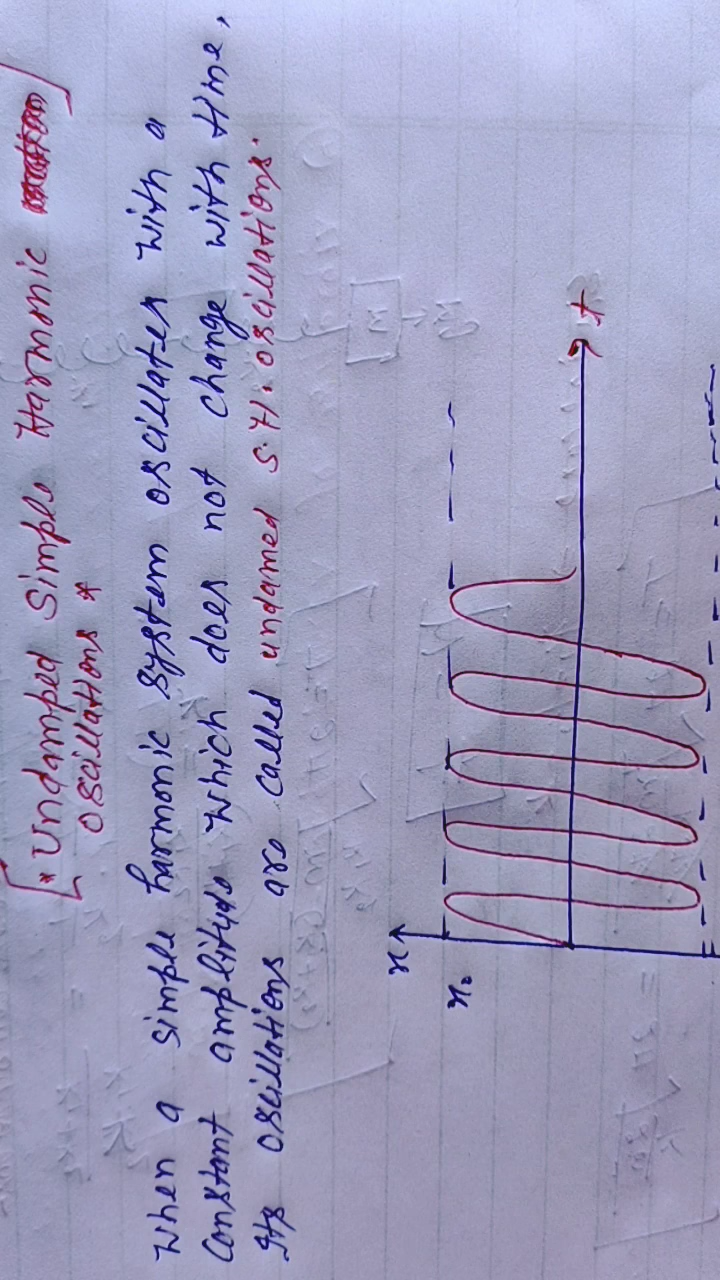 [* Undamped Simple Harmonic
oscillations *]
When a simple harmonic system oscillates with a
constant amplitude which does not change with time,
its oscillations are called undamed S.H. oscillations.
x
x₀
t